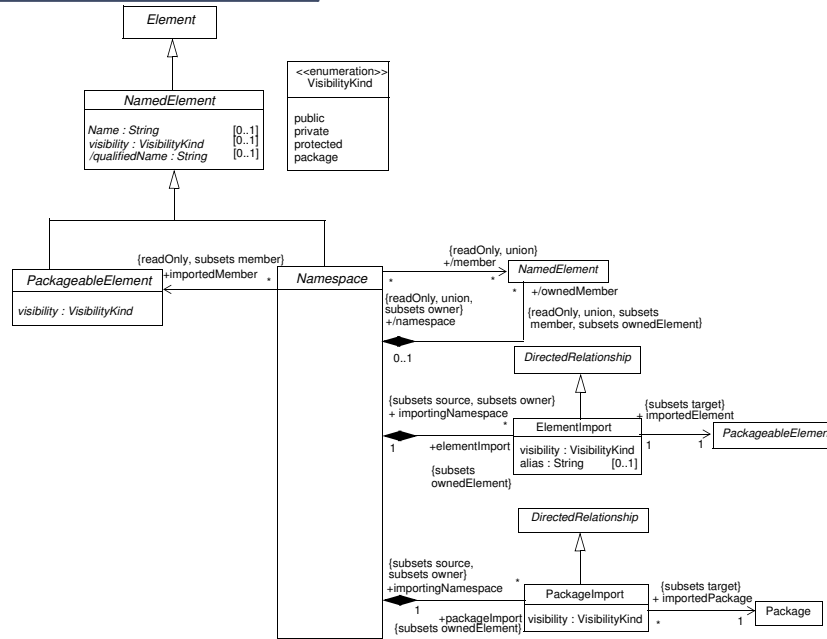 Element
NamedElement
Name : String [0..1]
visibility : VisibilityKind [0..1]
/qualifiedName : String [0..1]
<<enumeration>>
VisibilityKind
public
private
protected
package
PackageableElement
visibility : VisibilityKind
{readOnly, subsets member}
+importedMember
*
Namespace
{readOnly, union}
+/member
*
*
NamedElement
* +/ownedMember
{readOnly, union,
subsets owner}
+/namespace
{readOnly, union, subsets
member, subsets ownedElement}
0..1
DirectedRelationship
{subsets source, subsets owner}
+ importingNamespace
*
1
+elementImport
{subsets
ownedElement}
ElementImport
visibility : VisibilityKind
alias : String [0..1]
{subsets target}
+ importedElement
1
1
PackageableElemen
DirectedRelationship
{subsets source,
subsets owner}
+importingNamespace
*
1
+packageImport
{subsets ownedElement}
PackageImport
visibility : VisibilityKind
{subsets target}
+ importedPackage
*
1
Package